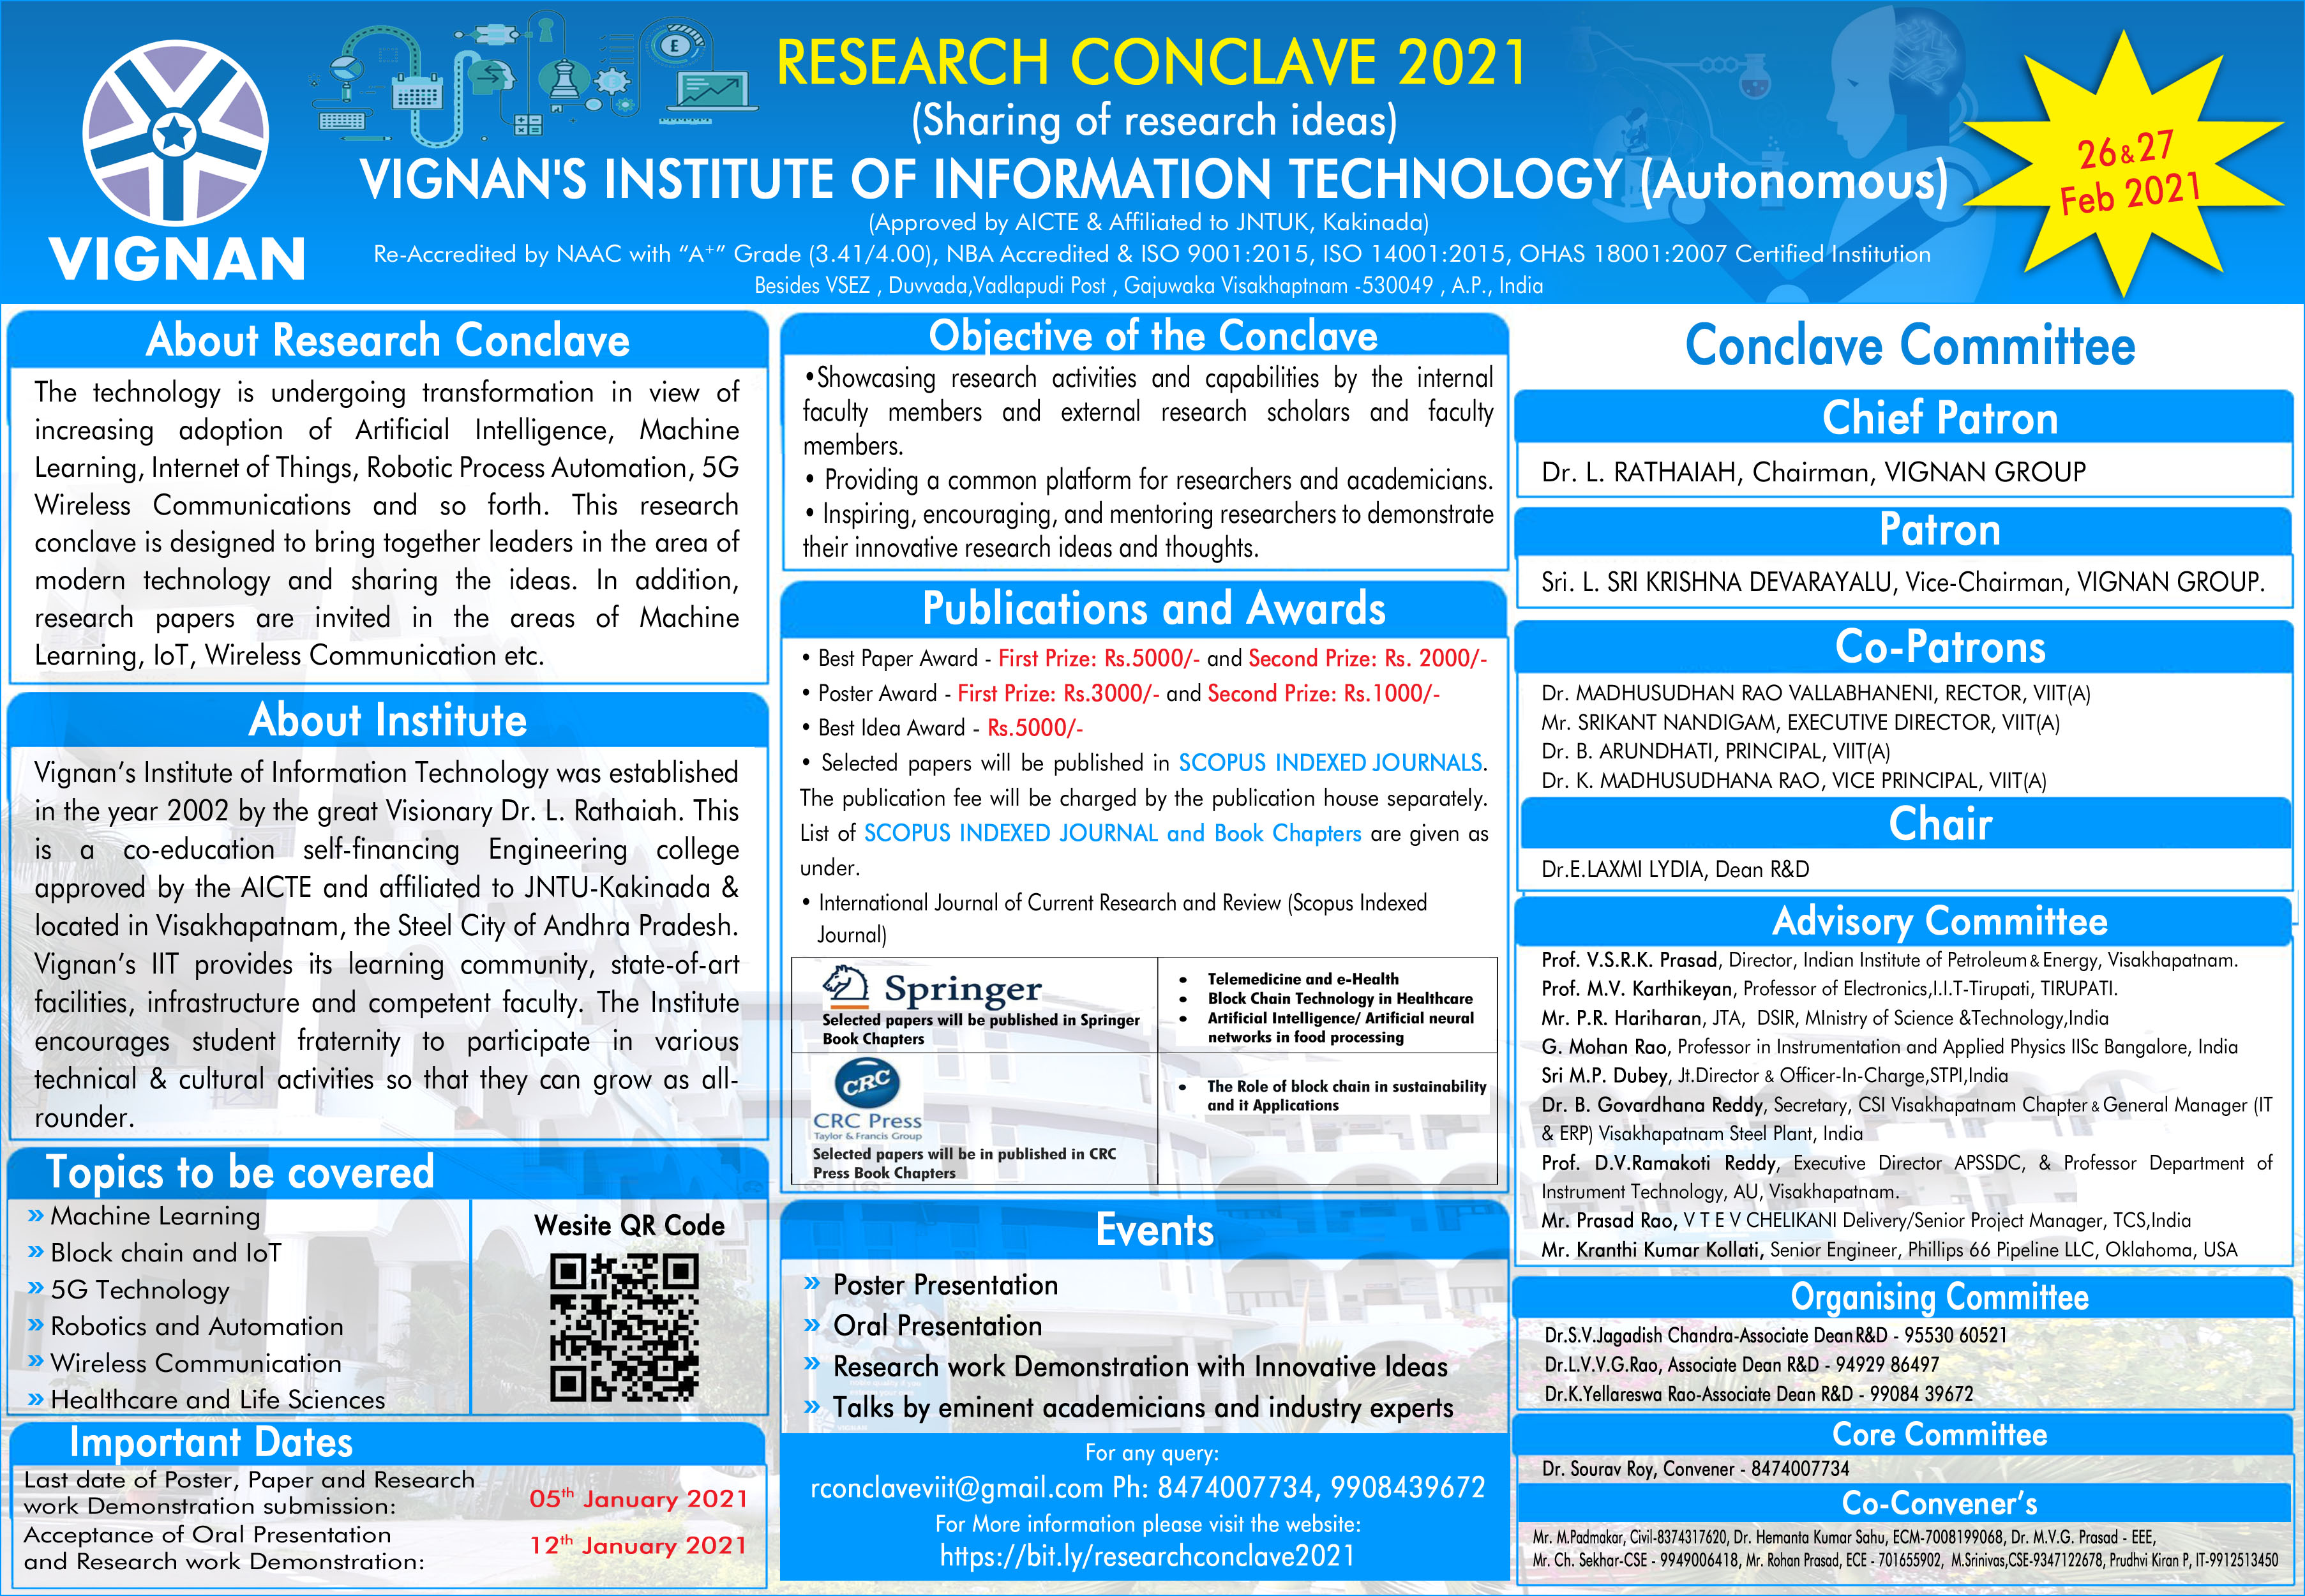 RESEARCH CONCLAVE 2021
(Sharing of research ideas)
VIGNAN'S INSTITUTE OF INFORMATION TECHNOLOGY (Autonomous)
(Approved by AICTE & Affiliated to JNTUK, Kakinada)
Re-Accredited by NAAC with “A+” Grade (3.41/4.00), NBA Accredited & ISO 9001:2015, ISO 14001:2015, OHAS 18001:2007 Certified Institution
Besides VSEZ , Duvvada,Vadlapudi Post , Gajuwaka Visakhaptnam -530049 , A.P., India
VIGNAN
26&27
Feb 2021
About Research Conclave
The technology is undergoing transformation in view of
increasing adoption of Artificial Intelligence, Machine
Learning, Internet of Things, Robotic Process Automation, 5G
Wireless Communications and so forth. This research
conclave is designed to bring together leaders in the area of
modern technology and sharing the ideas. In addition,
research papers are invited in the areas of Machine
Learning, IoT, Wireless Communication etc.
About Institute
Vignan’s Institute of Information Technology was established
in the year 2002 by the great Visionary Dr. L. Rathaiah. This
is a co-education self-financing Engineering college
approved by the AICTE and affiliated to JNTU-Kakinada &
located in Visakhapatnam, the Steel City of Andhra Pradesh.
Vignan’s IIT provides its learning community, state-of-art
facilities, infrastructure and competent faculty. The Institute
encourages student fraternity to participate in various
technical & cultural activities so that they can grow as all-
rounder.
Topics to be covered
» Machine Learning
» Block chain and IoT
» 5G Technology
» Robotics and Automation
» Wireless Communication
» Healthcare and Life Sciences
Wesite QR Code
Important Dates
Last date of Poster, Paper and Research
work Demonstration submission:
05th January 2021
Acceptance of Oral Presentation
and Research work Demonstration:
12th January 2021
Objective of the Conclave
•Showcasing research activities and capabilities by the internal
faculty members and external research scholars and faculty
members.
• Providing a common platform for researchers and academicians.
• Inspiring, encouraging, and mentoring researchers to demonstrate
their innovative research ideas and thoughts.
Publications and Awards
• Best Paper Award - First Prize: Rs.5000/- and Second Prize: Rs. 2000/-
• Poster Award - First Prize: Rs.3000/- and Second Prize: Rs.1000/-
• Best Idea Award - Rs.5000/-
• Selected papers will be published in SCOPUS INDEXED JOURNALS.
The publication fee will be charged by the publication house separately.
List of SCOPUS INDEXED JOURNAL and Book Chapters are given as
under.
• International Journal of Current Research and Review (Scopus Indexed
Journal)
Springer
Selected papers will be published in Springer
Book Chapters
• Telemedicine and e-Health
• Block Chain Technology in Healthcare
• Artificial Intelligence/ Artificial neural
networks in food processing
CRC
CRC Press
Taylor & Francis Group
Selected papers will be in published in CRC
Press Book Chapters
• The Role of block chain in sustainability
and it Applications
Events
» Poster Presentation
» Oral Presentation
» Research work Demonstration with Innovative Ideas
» Talks by eminent academicians and industry experts
For any query:
rconclaveviit@gmail.com Ph: 8474007734, 9908439672
For More information please visit the website:
https://bit.ly/researchconclave2021
Conclave Committee
Chief Patron
Dr. L. RATHAIAH, Chairman, VIGNAN GROUP
Patron
Sri. L. SRI KRISHNA DEVARAYALU, Vice-Chairman, VIGNAN GROUP.
Co-Patrons
Dr. MADHUSUDHAN RAO VALLABHANENI, RECTOR, VIIT(A)
Mr. SRIKANT NANDIGAM, EXECUTIVE DIRECTOR, VIIT(A)
Dr. B. ARUNDHATI, PRINCIPAL, VIIT(A)
Dr. K. MADHUSUDHANA RAO, VICE PRINCIPAL, VIIT(A)
Chair
Dr.E.LAXMI LYDIA, Dean R&D
Advisory Committee
Prof. V.S.R.K. Prasad, Director, Indian Institute of Petroleum & Energy, Visakhapatnam.
Prof. M.V. Karthikeyan, Professor of Electronics,I.I.T-Tirupati, TIRUPATI.
Mr. P.R. Hariharan, JTA, DSIR, MInistry of Science &Technology,India
G. Mohan Rao, Professor in Instrumentation and Applied Physics IISc Bangalore, India
Sri M.P. Dubey, Jt.Director & Officer-In-Charge,STPI,India
Dr. B. Govardhana Reddy, Secretary, CSI Visakhapatnam Chapter & General Manager (IT
& ERP) Visakhapatnam Steel Plant, India
Prof. D.V.Ramakoti Reddy, Executive Director APSSDC, & Professor Department of
Instrument Technology, AU, Visakhapatnam.
Mr. Prasad Rao, V T E V CHELIKANI Delivery/Senior Project Manager, TCS,India
Mr. Kranthi Kumar Kollati, Senior Engineer, Phillips 66 Pipeline LLC, Oklahoma, USA
Organising Committee
Dr.S.V.Jagadish Chandra-Associate Dean R&D - 95530 60521
Dr.L.V.V.G.Rao, Associate Dean R&D - 94929 86497
Dr.K.Yellareswa Rao-Associate Dean R&D - 99084 39672
Core Committee
Dr. Sourav Roy, Convener - 8474007734
Co-Convener’s
Mr. M.Padmakar, Civil-8374317620, Dr. Hemanta Kumar Sahu, ECM-7008199068, Dr. M.V.G. Prasad - EEE,
Mr. Ch. Sekhar-CSE - 9949006418, Mr. Rohan Prasad, ECE - 701655902, M.Srinivas,CSE-9347122678, Prudhvi Kiran P, IT-9912513450